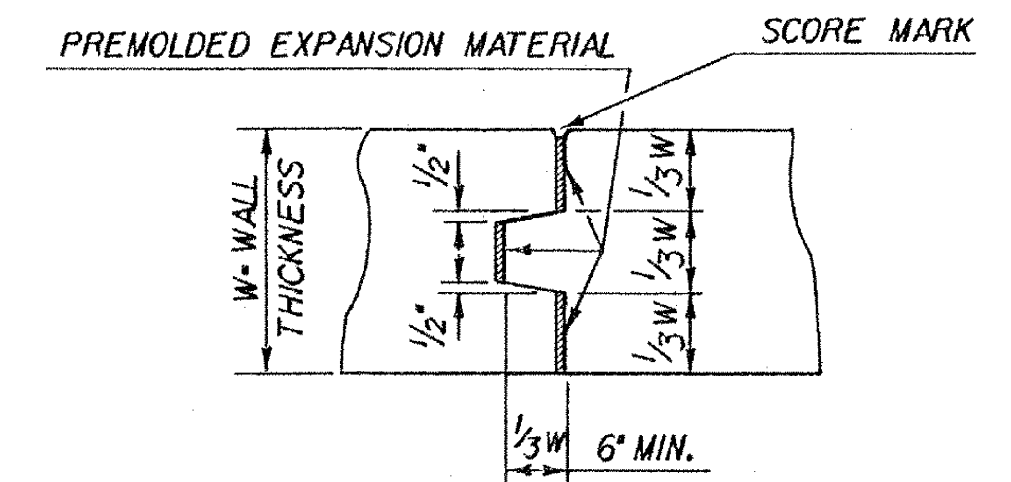 SCORE MARK
PREMOLDED EXPANSION MATERIAL
W=WALL
THICKNESS
1/2"
1/2"
1/3 W
1/3 W
1/3 W
1/3 W
6" MIN.